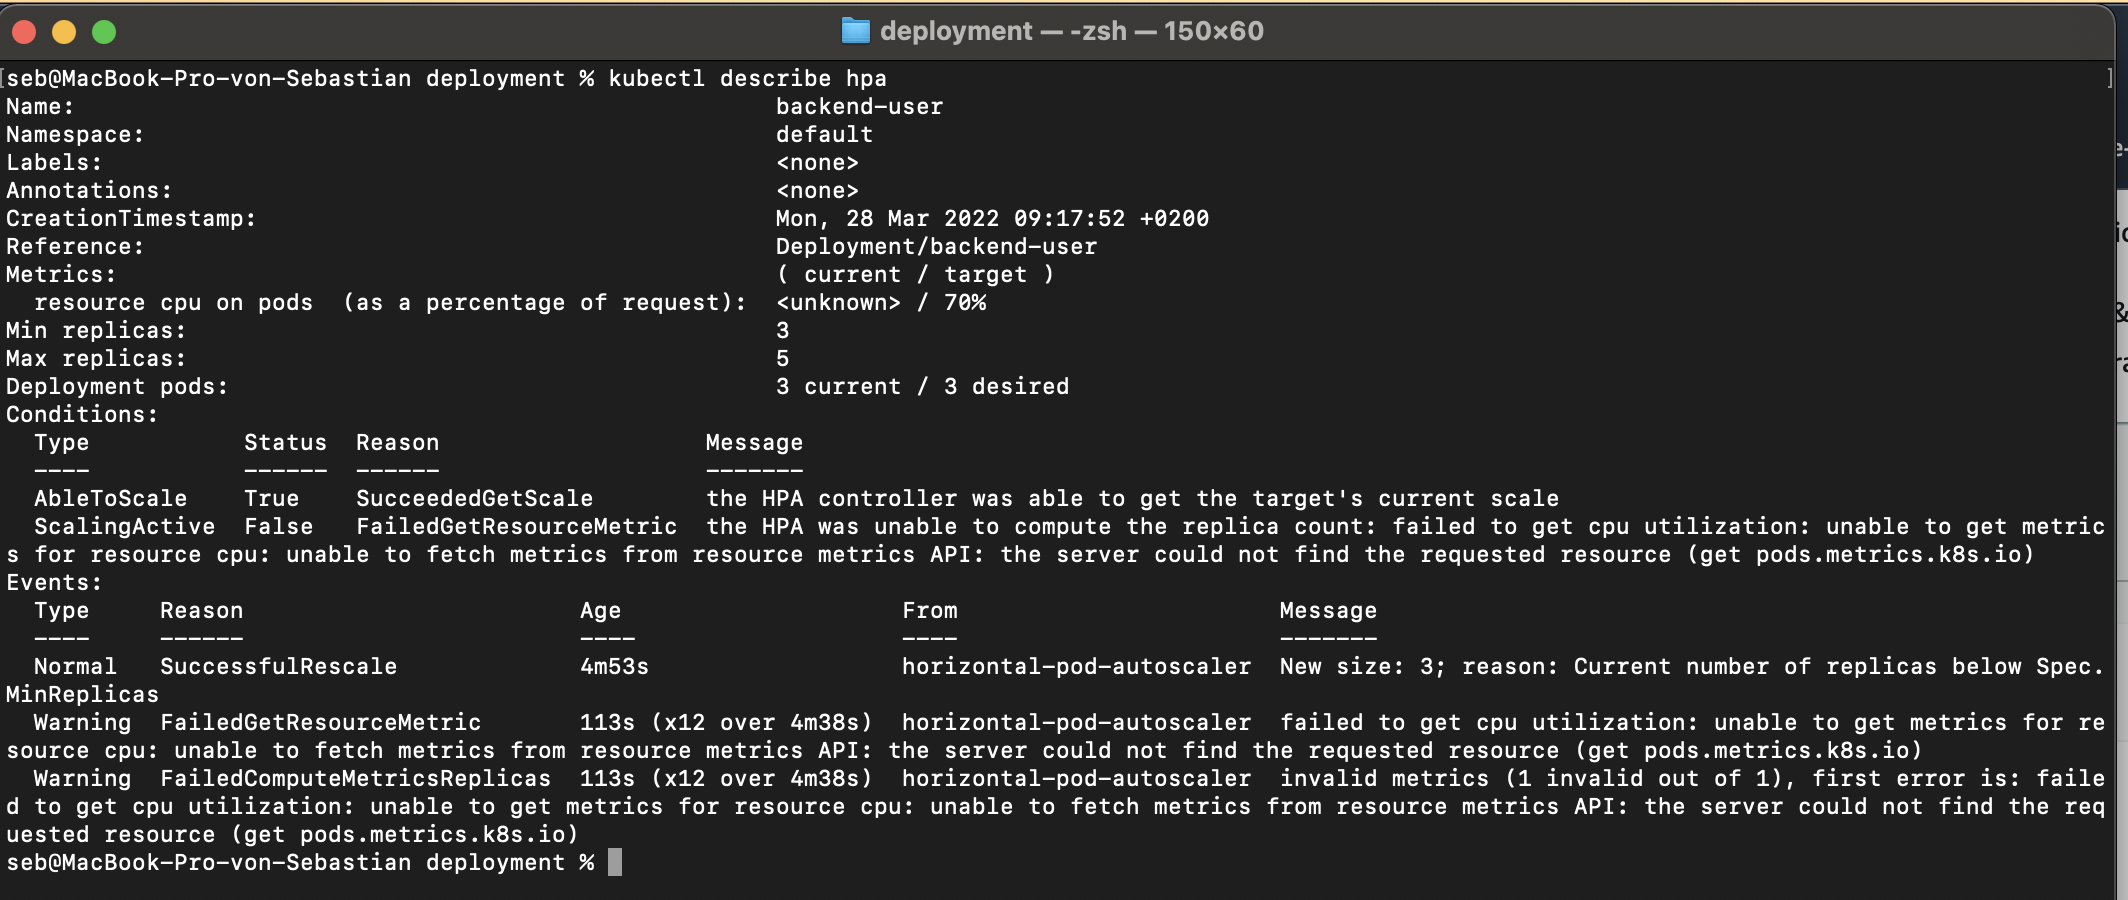 deployment — -zsh — 150×60
[seb@MacBook-Pro-von-Sebastian deployment % kubectl describe hpa ]
Name: backend-user
Namespace: default
Labels: <none>
Annotations: <none>
CreationTimestamp: Mon, 28 Mar 2022 09:17:52 +0200
Reference: Deployment/backend-user
Metrics: ( current / target )
resource cpu on pods (as a percentage of request): <unknown> / 70%
Min replicas: 3
Max replicas: 5
Deployment pods: 3 current / 3 desired
Conditions:
Type Status Reason Message
---- ------ ------ -------
AbleToScale True SucceededGetScale the HPA controller was able to get the target's current scale
ScalingActive False FailedGetResourceMetric the HPA was unable to compute the replica count: failed to get cpu utilization: unable to get metric
s for resource cpu: unable to fetch metrics from resource metrics API: the server could not find the requested resource (get pods.metrics.k8s.io)
Events:
Type Reason Age From Message
---- ------ ---- ---- -------
Normal SuccessfulRescale 4m53s horizontal-pod-autoscaler New size: 3; reason: Current number of replicas below Spec.
MinReplicas
Warning FailedGetResourceMetric 113s (x12 over 4m38s) horizontal-pod-autoscaler failed to get cpu utilization: unable to get metrics for re
source cpu: unable to fetch metrics from resource metrics API: the server could not find the requested resource (get pods.metrics.k8s.io)
Warning FailedComputeMetricsReplicas 113s (x12 over 4m38s) horizontal-pod-autoscaler invalid metrics (1 invalid out of 1), first error is: faile
d to get cpu utilization: unable to get metrics for resource cpu: unable to fetch metrics from resource metrics API: the server could not find the req
uested resource (get pods.metrics.k8s.io)
seb@MacBook-Pro-von-Sebastian deployment %